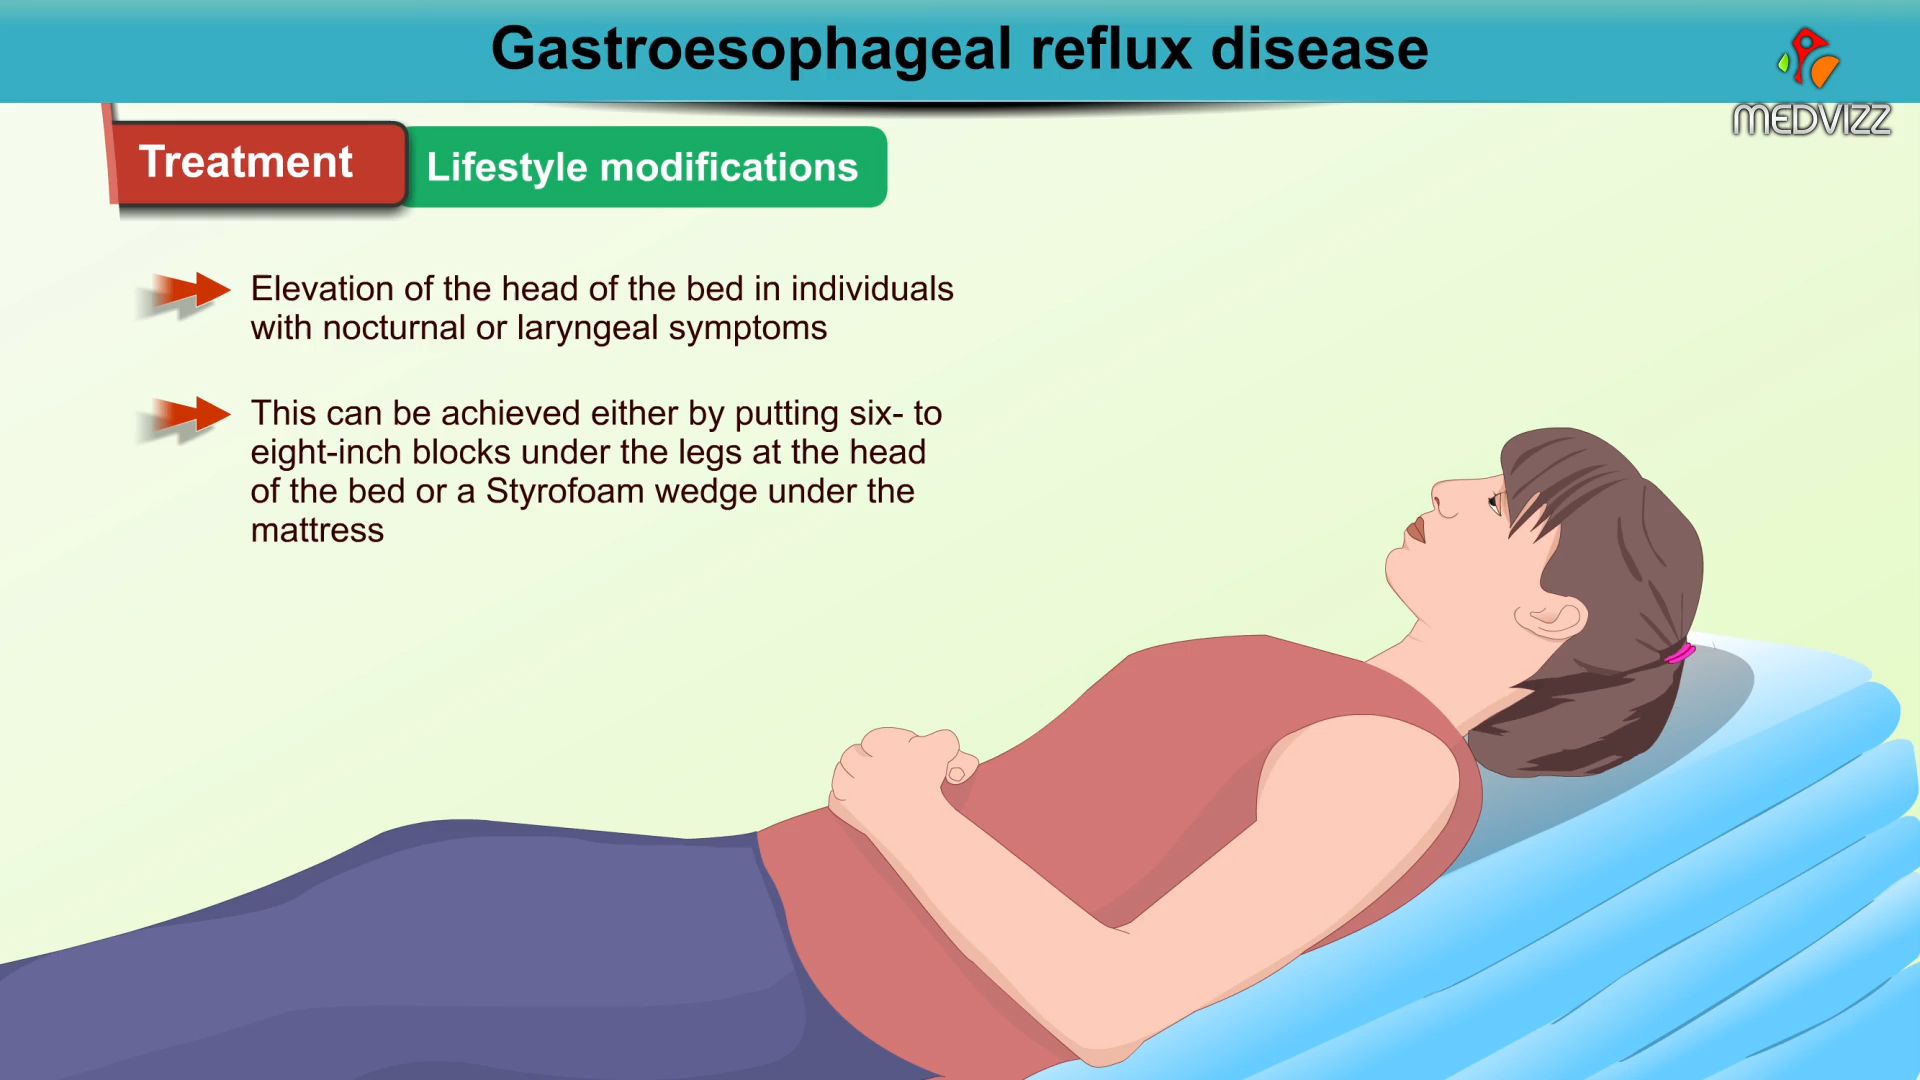 Gastroesophageal reflux disease
MEDVIZZ
Treatment
Lifestyle modifications
Elevation of the head of the bed in individuals
with nocturnal or laryngeal symptoms
This can be achieved either by putting six- to
eight-inch blocks under the legs at the head
of the bed or a Styrofoam wedge under the
mattress